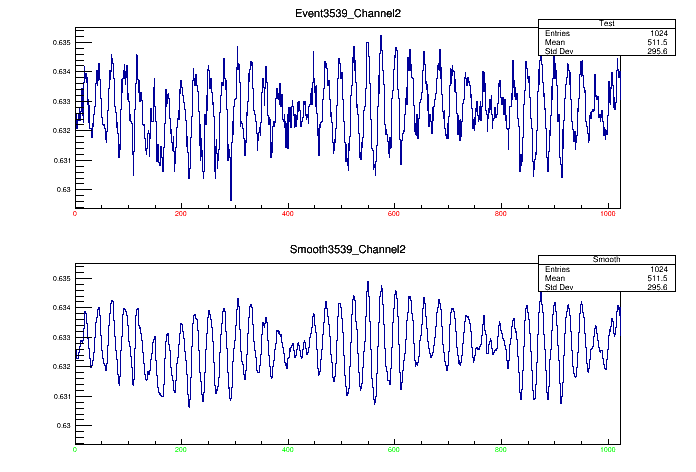 Event3539_Channel2
Test
Entries 1024
Mean 511.5
Std Dev 295.6
0.635
0.634
0.633
0.632
0.631
0.63
0 200 400 600 800 1000
Smooth3539_Channel2
Smooth
Entries 1024
Mean 511.5
Std Dev 295.6
0.635
0.634
0.633
0.632
0.631
0.63
0 200 400 600 800 1000